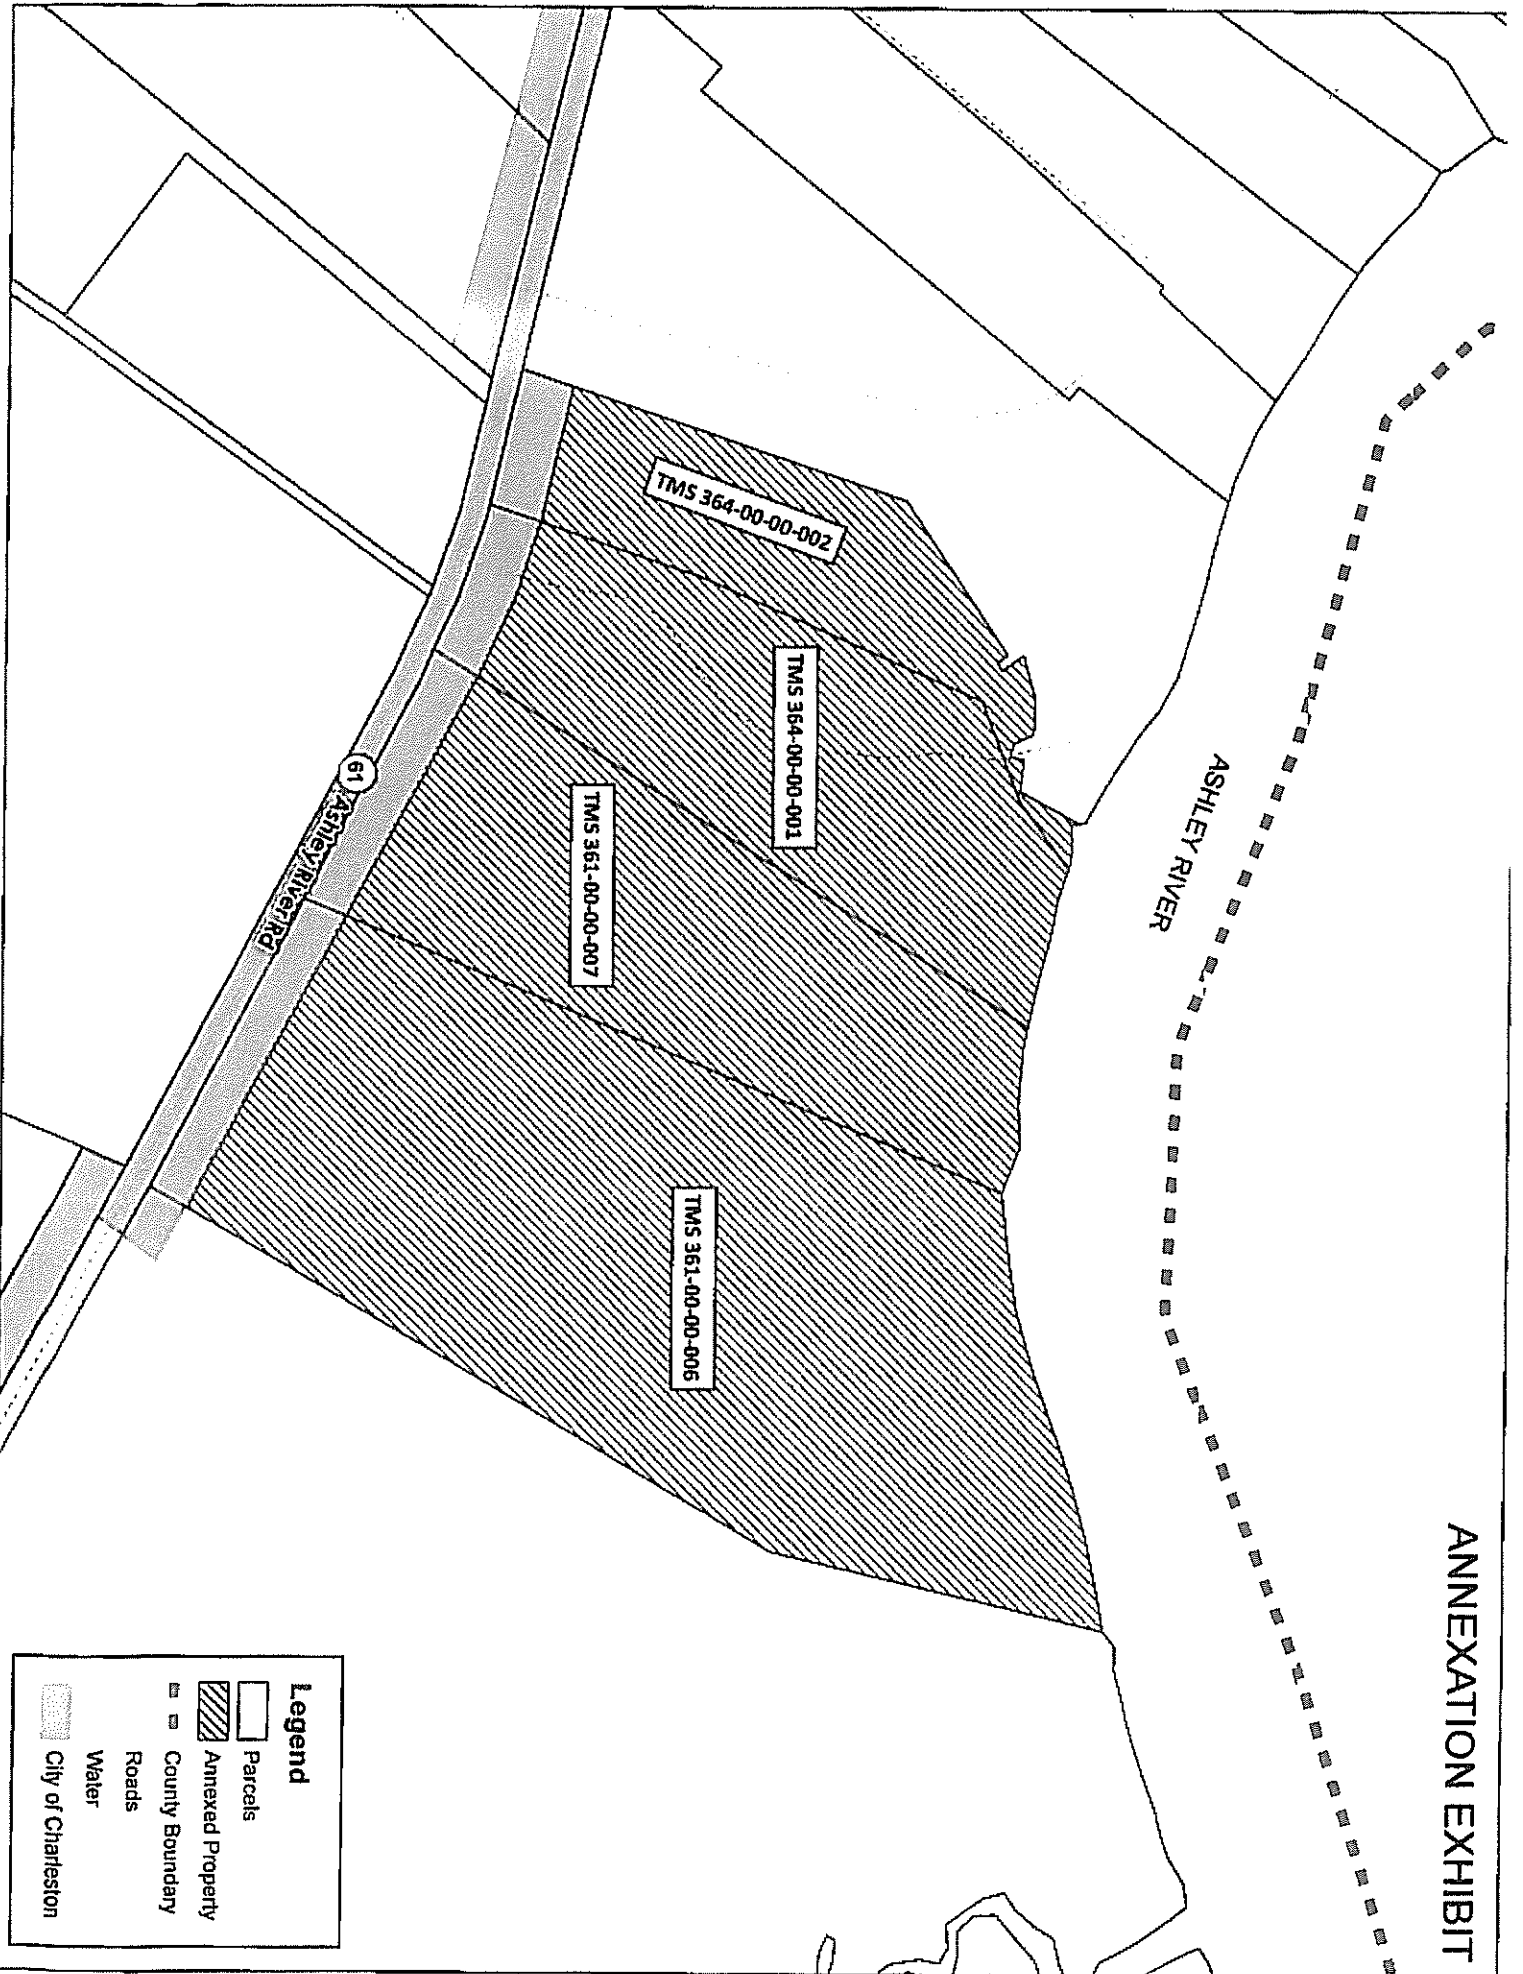 ANNEXATION EXHIBIT
ASHLEY RIVER
TMS 364-00-00-002
TMS 364-00-00-001
TMS 361-00-00-007
TMS 361-00-00-006
61
Ashley River Rd
Legend
Parcels
Annexed Property
County Boundary
Roads
Water
City of Charleston